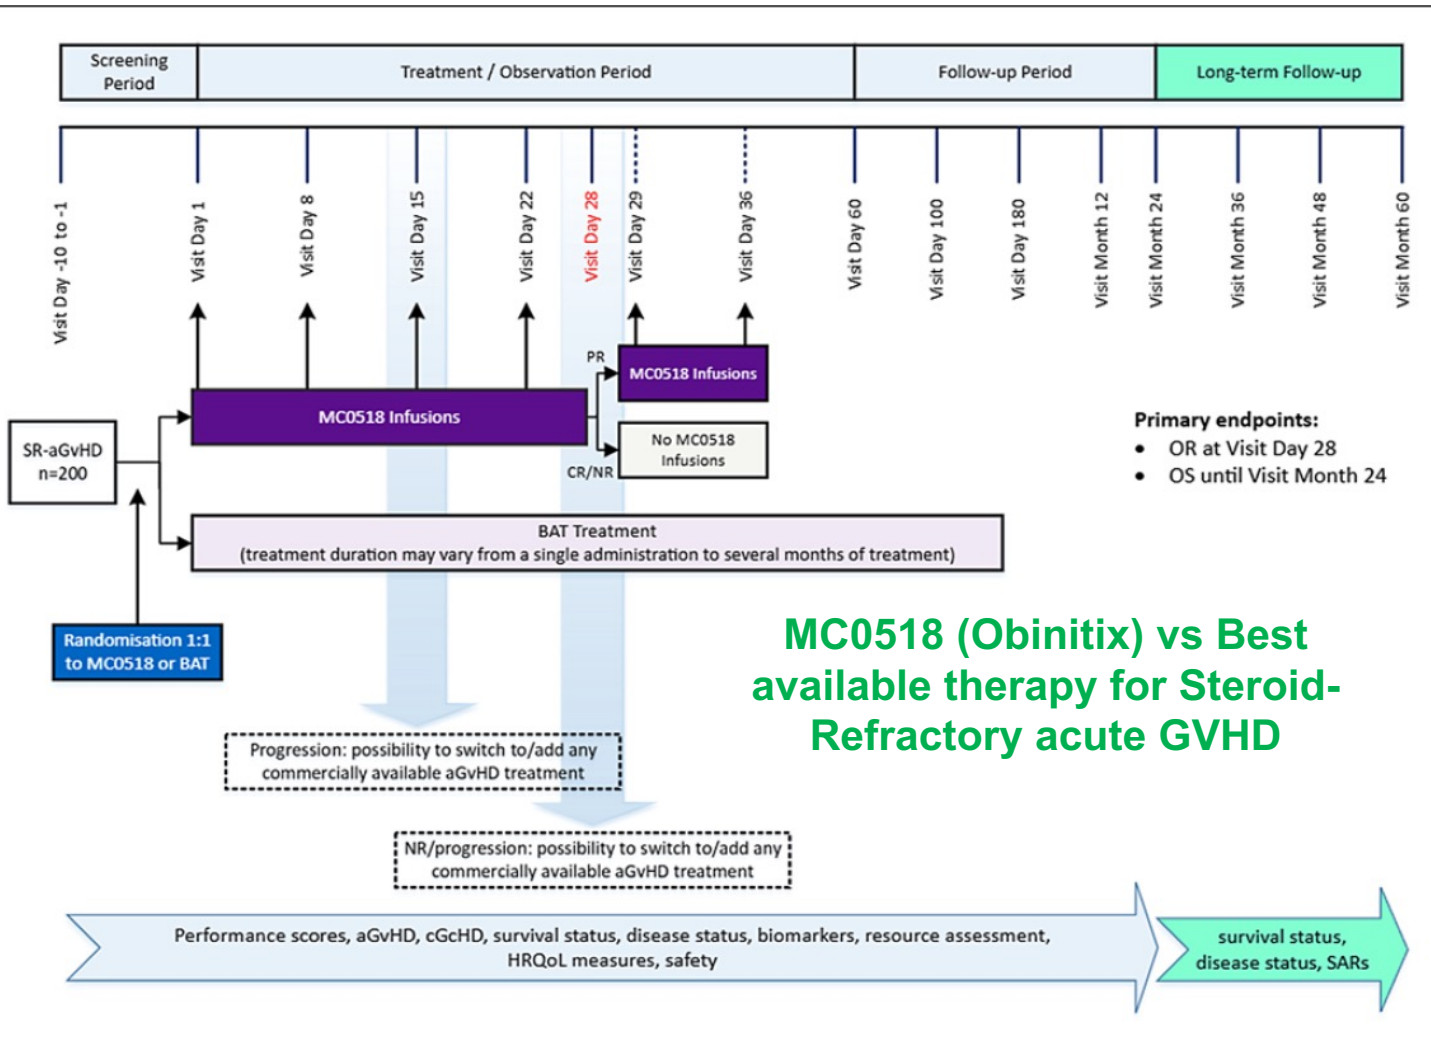 Screening
Period
Treatment / Observation Period
Follow-up Period
Long-term Follow-up
Visit Day -10 to -1
Visit Day 1
Visit Day 8
Visit Day 15
Visit Day 22
Visit Day 28
Visit Day 29
Visit Day 36
Visit Day 60
Visit Day 100
Visit Day 180
Visit Month 12
Visit Month 24
Visit Month 36
Visit Month 48
Visit Month 60
SR-aGvHD
n=200
MC0518 Infusions
PR
MC0518 Infusions
CR/NR
No MC0518
Infusions
Primary endpoints:
• OR at Visit Day 28
• OS until Visit Month 24
BAT Treatment
(treatment duration may vary from a single administration to several months of treatment)
Randomisation 1:1
to MC0518 or BAT
MC0518 (Obinitix) vs Best
available therapy for Steroid-
Refractory acute GVHD
Progression: possibility to switch to/add any
commercially available aGvHD treatment
NR/progression: possibility to switch to/add any
commercially available aGvHD treatment
Performance scores, aGvHD, cGcHD, survival status, disease status, biomarkers, resource assessment,
HRQoL measures, safety
survival status,
disease status, SARs